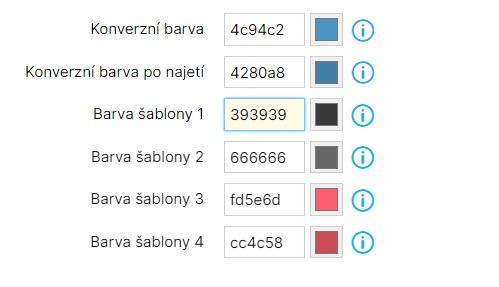 Konverzní barva 4c94c2
Konverzní barva po najetí 4280a8
Barva šablony 1 393939
Barva šablony 2 666666
Barva šablony 3 fd5e6d
Barva šablony 4 cc4c58